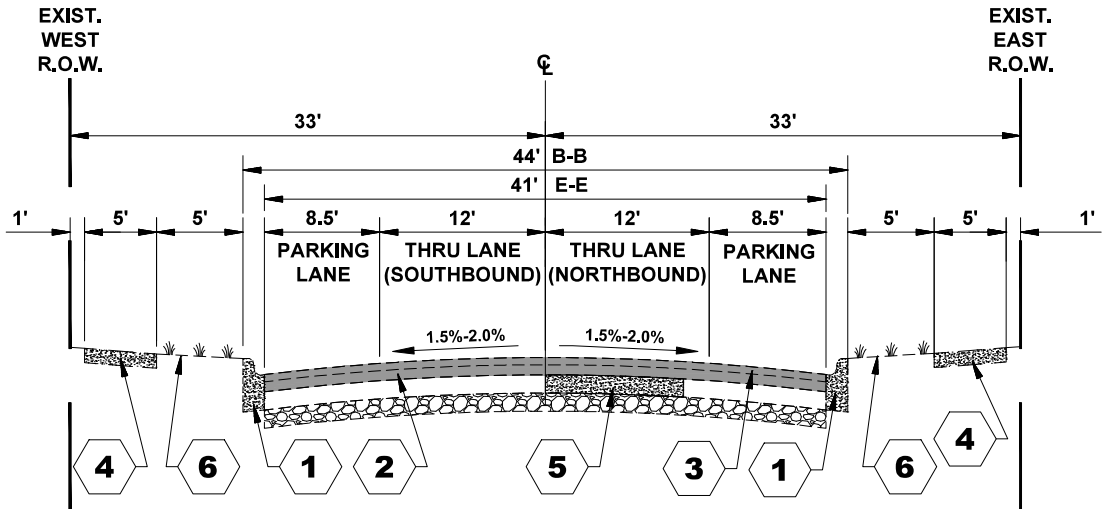 EXIST.
WEST
R.O.W.
EXIST.
EAST
R.O.W.
℄
33'
33'
44' B-B
41' E-E
1'
5'
5'
8.5'
12'
12'
8.5'
5'
5'
1'
PARKING
LANE
THRU LANE
(SOUTHBOUND)
THRU LANE
(NORTHBOUND)
PARKING
LANE
1.5%-2.0%
1.5%-2.0%
4
6
1
2
5
3
1
6
4